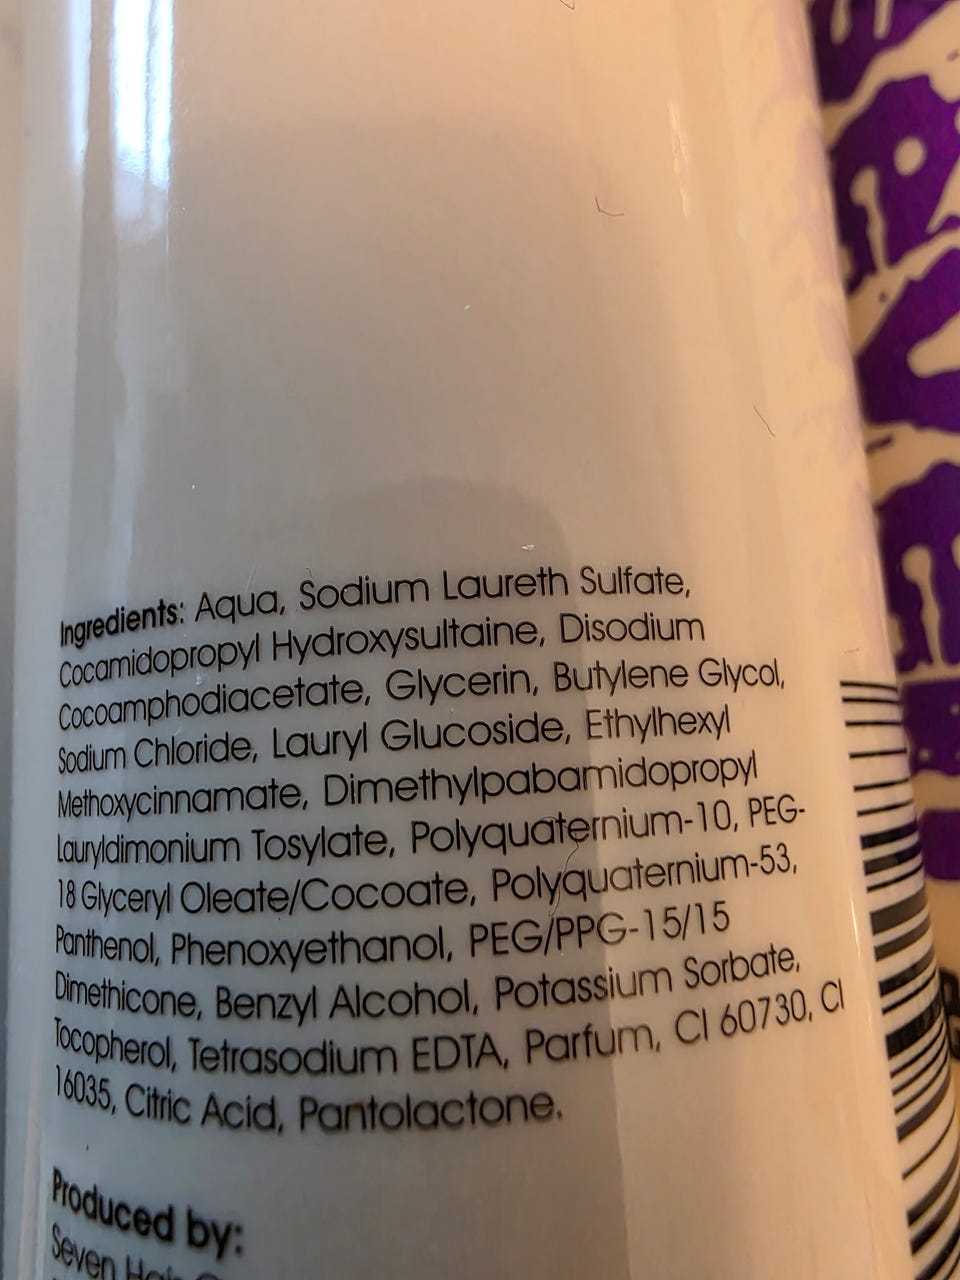 Ingredients: Aqua, Sodium Laureth Sulfate,
Cocamidopropyl Hydroxysultaine, Disodium
Cocoamphodiacetate, Glycerin, Butylene Glycol,
Sodium Chloride, Lauryl Glucoside, Ethylhexyl
Methoxycinnamate, Dimethylpabamidopropyl
Lauryldimonium Tosylate, Polyquaternium-10, PEG-
18 Glyceryl Oleate/Cocoate, Polyquaternium-53,
Panthenol, Phenoxyethanol, PEG/PPG-15/15
Dimethicone, Benzyl Alcohol, Potassium Sorbate,
Tocopherol, Tetrasodium EDTA, Parfum, CI 60730, CI
16035, Citric Acid, Pantolactone.
Produced by:
Seven Hair